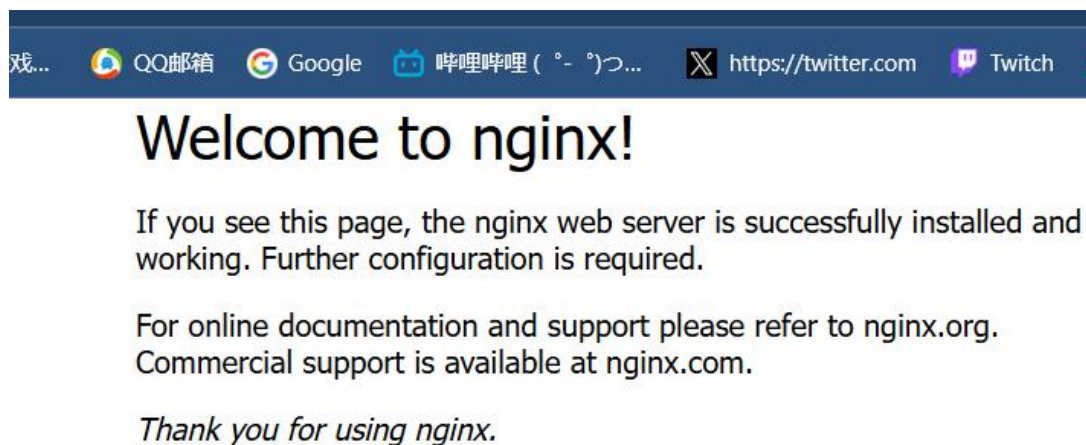 戏... QQ邮箱 Google 哔哩哔哩 ( ゜- ゜)つ... https://twitter.com Twitch
Welcome to nginx!
If you see this page, the nginx web server is successfully installed and
working. Further configuration is required.
For online documentation and support please refer to nginx.org.
Commercial support is available at nginx.com.
Thank you for using nginx.